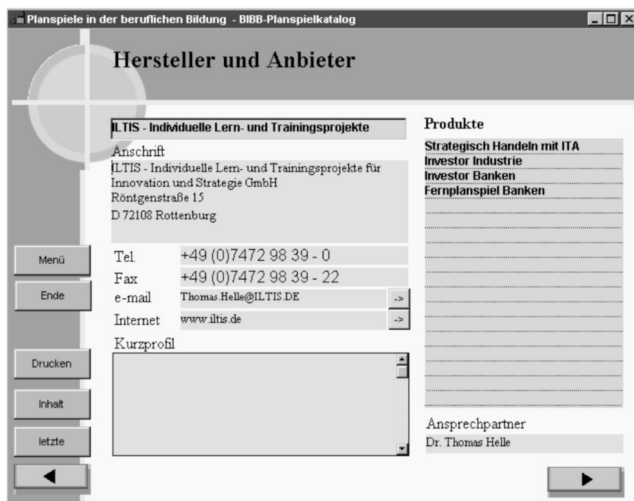 Planspiele in der beruflichen Bildung - BIBB-Planspielkatalog
Hersteller und Anbieter
ILTIS - Individuelle Lern- und Trainingsprojekte
Anschrift
ILTIS - Individuelle Lern- und Trainingsprojekte für
Innovation und Strategie GmbH
Röntgenstraße 15
D 72108 Rottenburg
Tel. +49 (0)7472 98 39 - 0
Fax +49 (0)7472 98 39 - 22
e-mail Thomas.Helle@ILTIS.DE ->
Internet www.iltis.de ->
Kurzprofil
Produkte
Strategisch Handeln mit ITA
Investor Industrie
Investor Banken
Fernplanspiel Banken
Ansprechpartner
Dr. Thomas Helle
Menü
Ende
Drucken
Inhalt
letzte